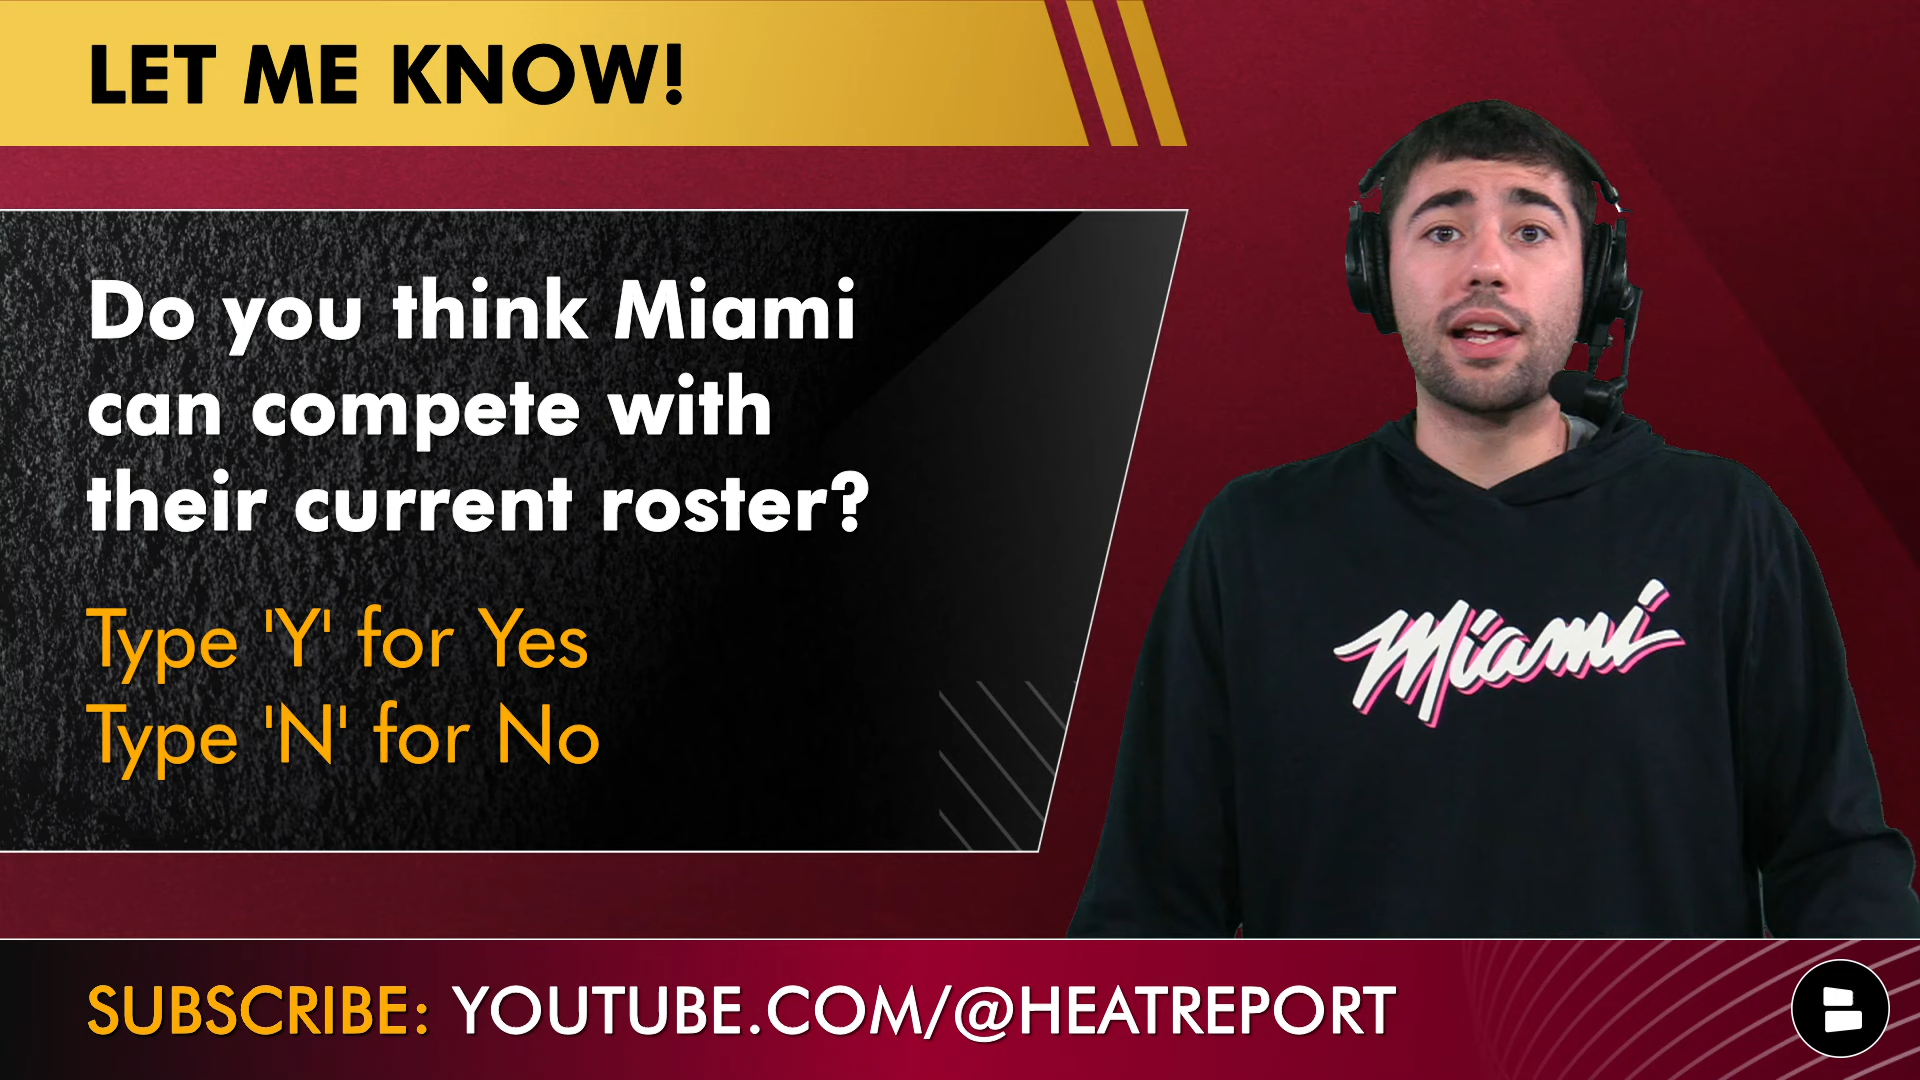 LET ME KNOW!
Do you think Miami
can compete with
their current roster?
Type 'Y' for Yes
Type 'N' for No
Miami
SUBSCRIBE: YOUTUBE.COM/@HEATREPORT